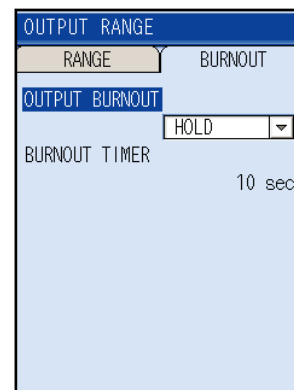 OUTPUT RANGE
RANGE BURNOUT
OUTPUT BURNOUT
HOLD
BURNOUT TIMER
10 sec